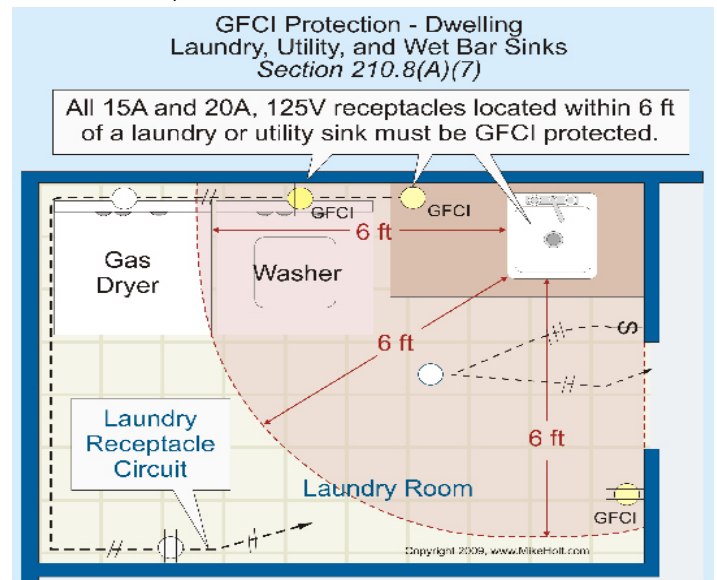 GFCI Protection - Dwelling
Laundry, Utility, and Wet Bar Sinks
Section 210.8(A)(7)
All 15A and 20A, 125V receptacles located within 6 ft
of a laundry or utility sink must be GFCI protected.
GFCI
GFCI
6 ft
Gas
Dryer
Washer
6 ft
S
6 ft
Laundry
Receptacle
Circuit
Laundry Room
GFCI
Copyright 2009, www.MikeHolt.com